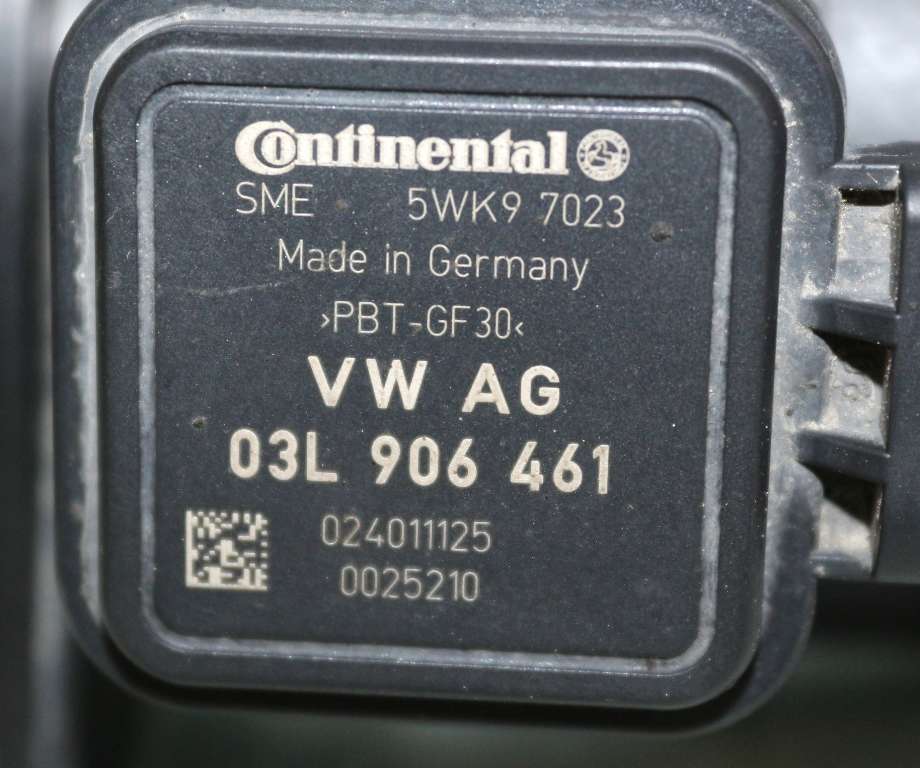 Continental
SME 5WK9 7023
Made in Germany
>PBT-GF30<
VW AG
03L 906 461
024011125
0025210